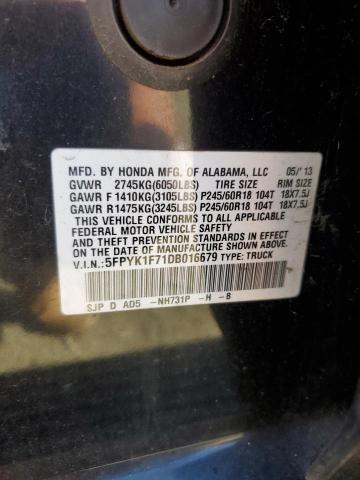 MFD. BY HONDA MFG. OF ALABAMA, LLC 05/'13
GVWR 2745KG(6050LBS) TIRE SIZE RIM SIZE
GAWR F 1410KG(3105LBS) P245/60R18 104T 18X7.5J
GAWR R 1475KG(3245LBS) P245/60R18 104T 18X7.5J
THIS VEHICLE CONFORMS TO ALL APPLICABLE
FEDERAL MOTOR VEHICLE SAFETY STANDARDS IN EFFECT
ON THE DATE OF MANUFACTURE SHOWN ABOVE.
V.I.N.: 5FPYK1F71DB016679 TYPE: TRUCK
SJP D AD5 -NH731P -H -B